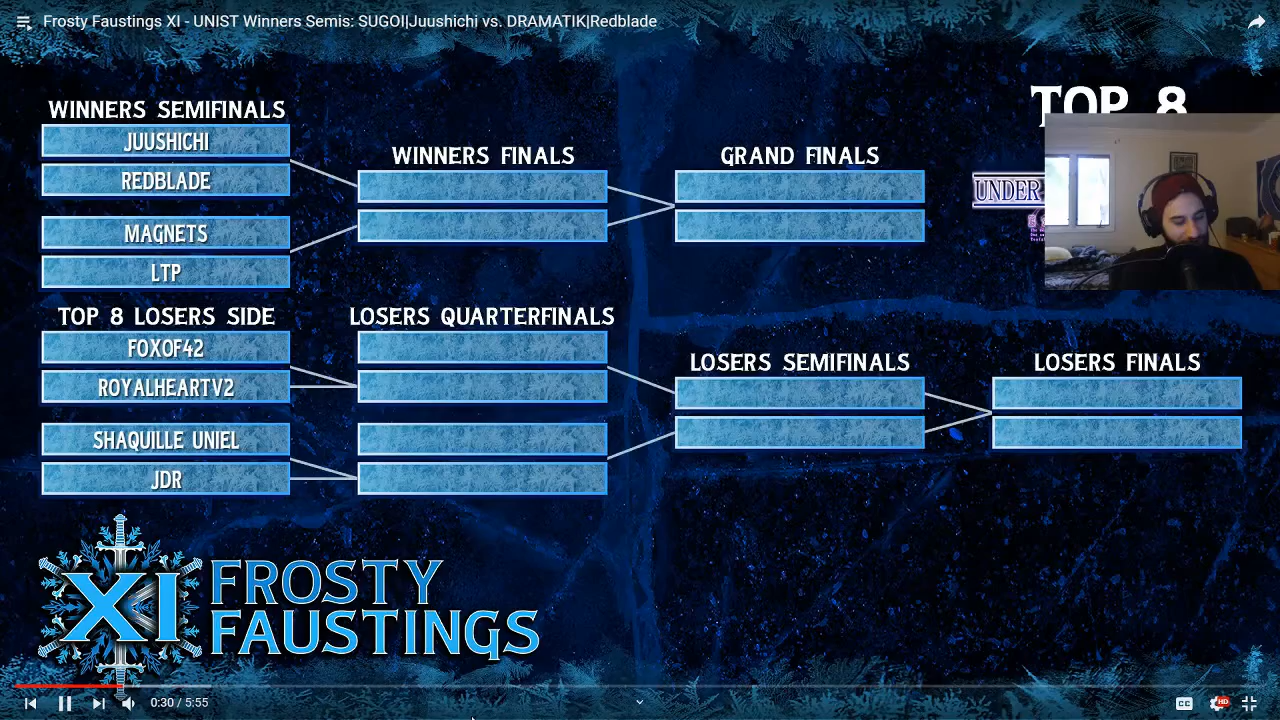 Frosty Faustings XI - UNIST Winners Semis: SUGOI|Juushichi vs. DRAMATIK|Redblade
TOP 8
WINNERS SEMIFINALS
JUUSHICHI
REDBLADE
MAGNETS
LTP
WINNERS FINALS
GRAND FINALS
UNDER
TOP 8 LOSERS SIDE
FOXOF42
ROYALHEARTV2
SHAQUILLE UNIEL
JDR
LOSERS QUARTERFINALS
LOSERS SEMIFINALS
LOSERS FINALS
XI FROSTY
FAUSTINGS
0:30 / 5:55
CC
HD